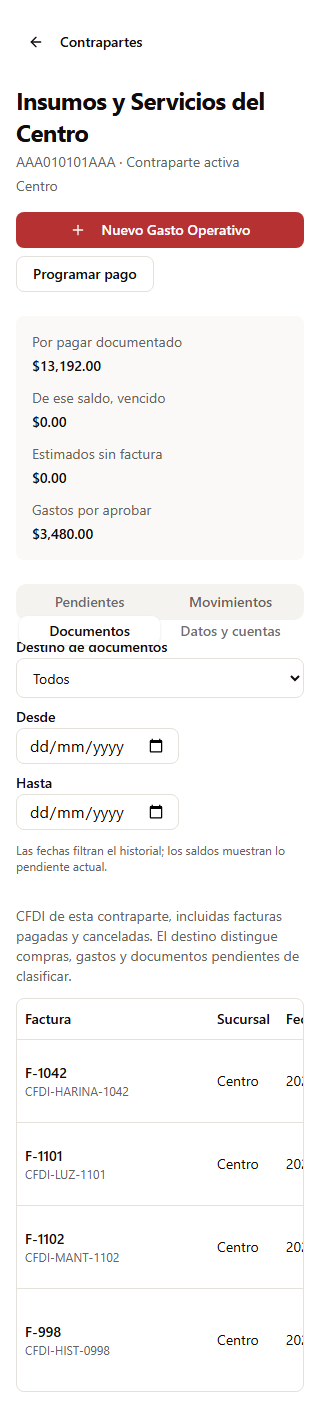 Contrapartes
Insumos y Servicios del
Centro
AAA010101AAA · Contraparte activa
Centro
Nuevo Gasto Operativo
Programar pago
Por pagar documentado
$13,192.00
De ese saldo, vencido
$0.00
Estimados sin factura
$0.00
Gastos por aprobar
$3,480.00
Pendientes Movimientos
Documentos Datos y cuentas
Destino de documentos
Todos
Desde
dd/mm/yyyy
Hasta
dd/mm/yyyy
Las fechas filtran el historial; los saldos muestran lo
pendiente actual.
CFDI de esta contraparte, incluidas facturas
pagadas y canceladas. El destino distingue
compras, gastos y documentos pendientes de
clasificar.
Factura Sucursal
F-1042
CFDI-HARINA-1042
Centro
F-1101
CFDI-LUZ-1101
Centro
F-1102
CFDI-MANT-1102
Centro
F-998
CFDI-HIST-0998
Centro